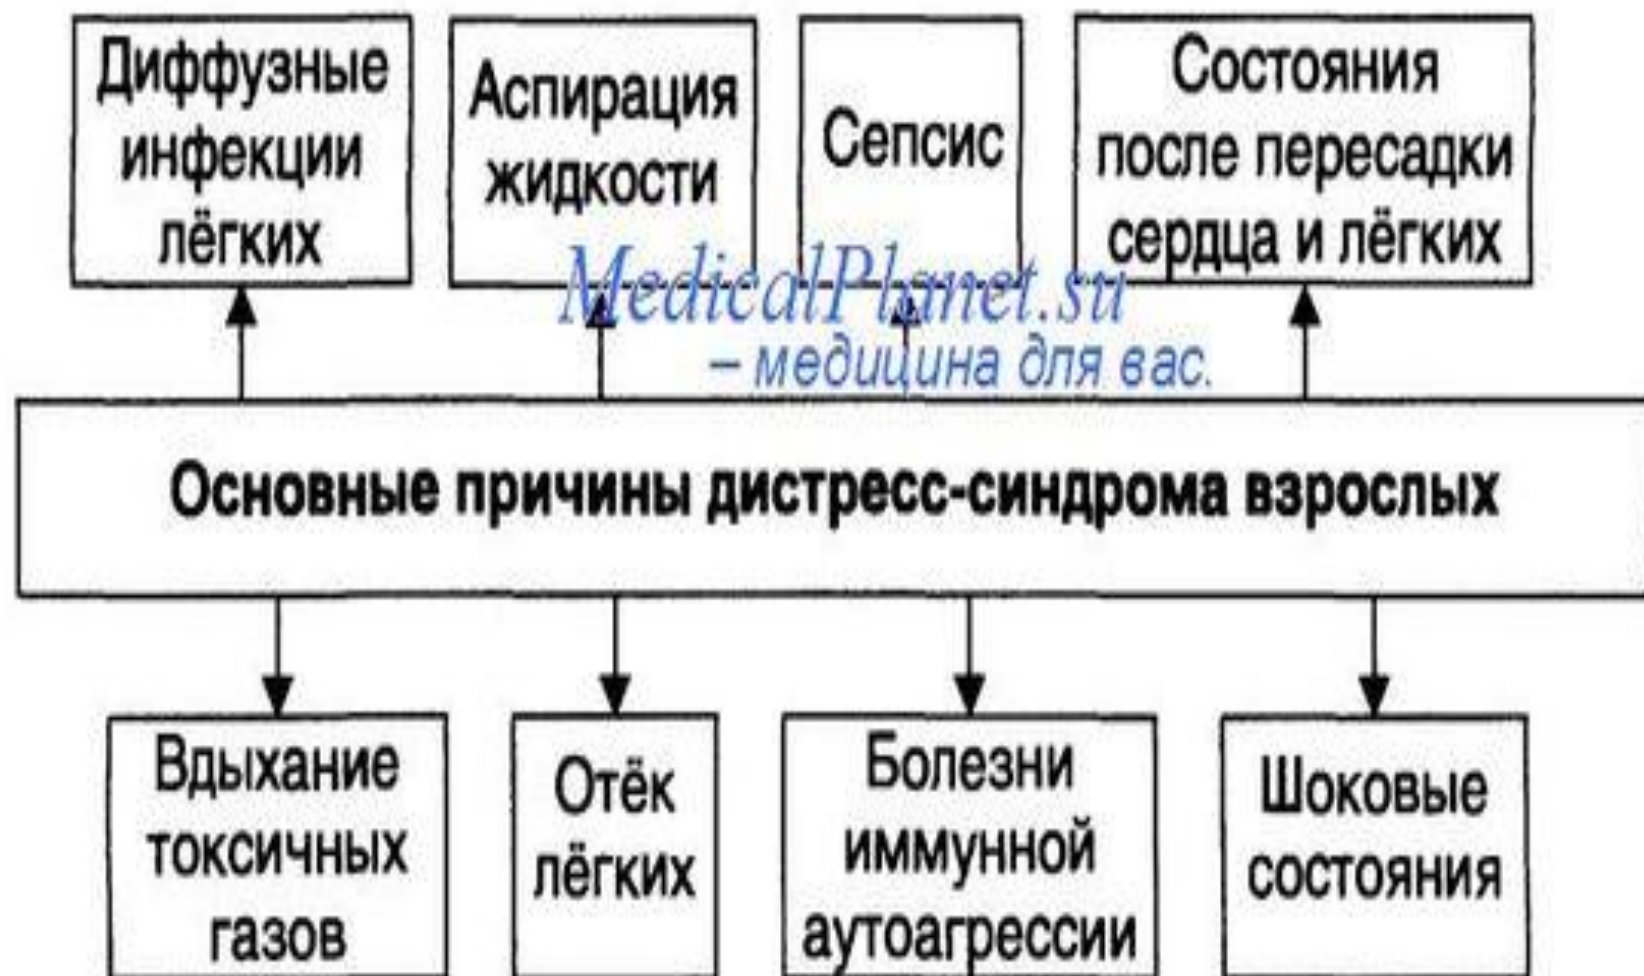 Диффузные
инфекции
лёгких
Аспирация
жидкости
Сепсис
Состояния
после пересадки
сердца и лёгких
MedicalPlanet.su
– медицина для вас.
Основные причины дистресс-синдрома взрослых
Вдыхание
токсичных
газов
Отёк
лёгких
Болезни
иммунной
аутоагрессии
Шоковые
состояния